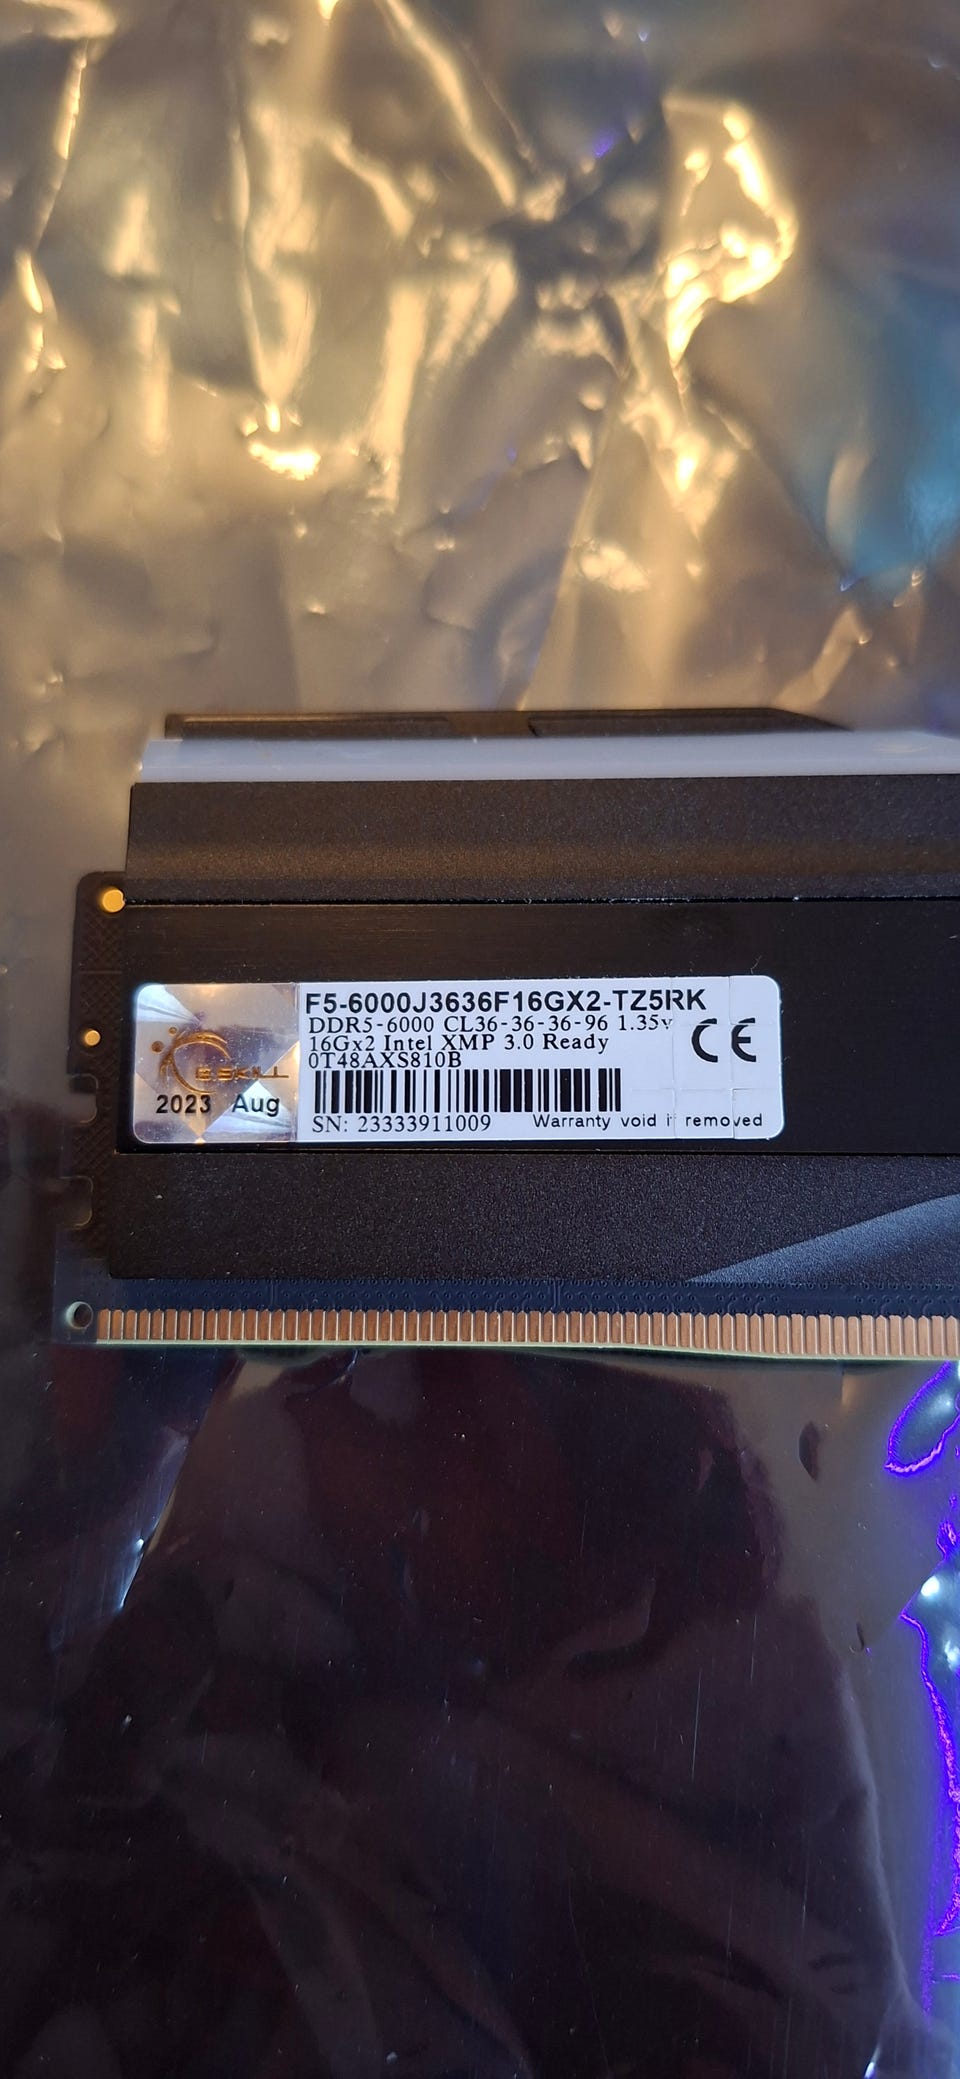 F5-6000J3636F16GX2-TZ5RK
DDR5-6000 CL36-36-36-96 1.35v
16Gx2 Intel XMP 3.0 Ready
0T48AXS810B
CE
G.SKILL
2023 Aug
SN: 23333911009
Warranty void if removed